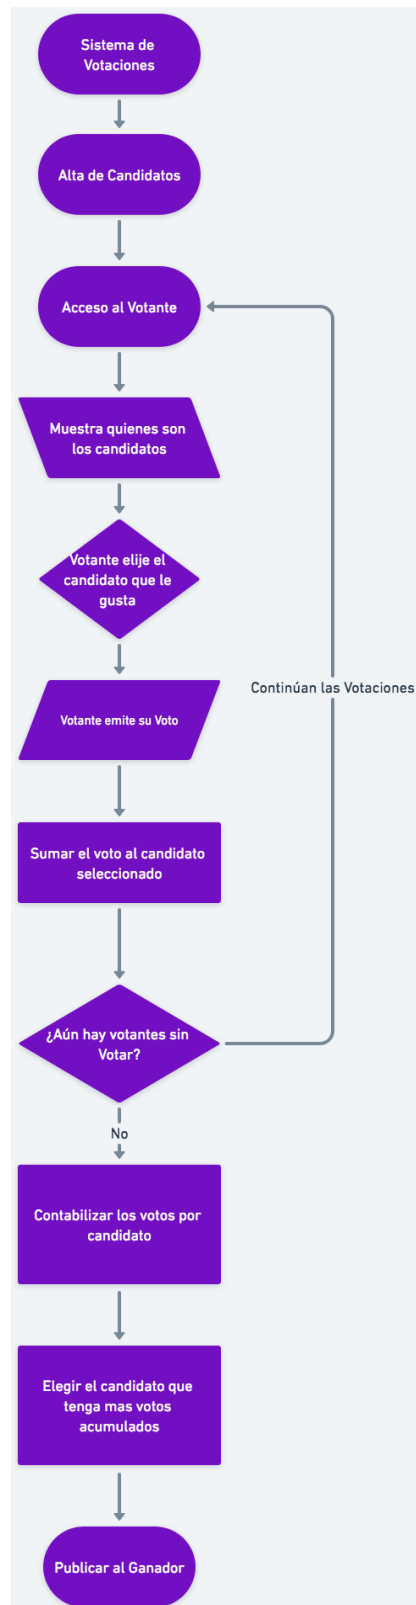 Sistema de
Votaciones
Alta de Candidatos
Acceso al Votante
Muestra quienes son
los candidatos
Votante elije el
candidato que le
gusta
Continúan las Votaciones
Votante emite su Voto
Sumar el voto al candidato
seleccionado
¿Aún hay votantes sin
Votar?
No
Contabilizar los votos por
candidato
Elegir el candidato que
tenga mas votos
acumulados
Publicar al Ganador